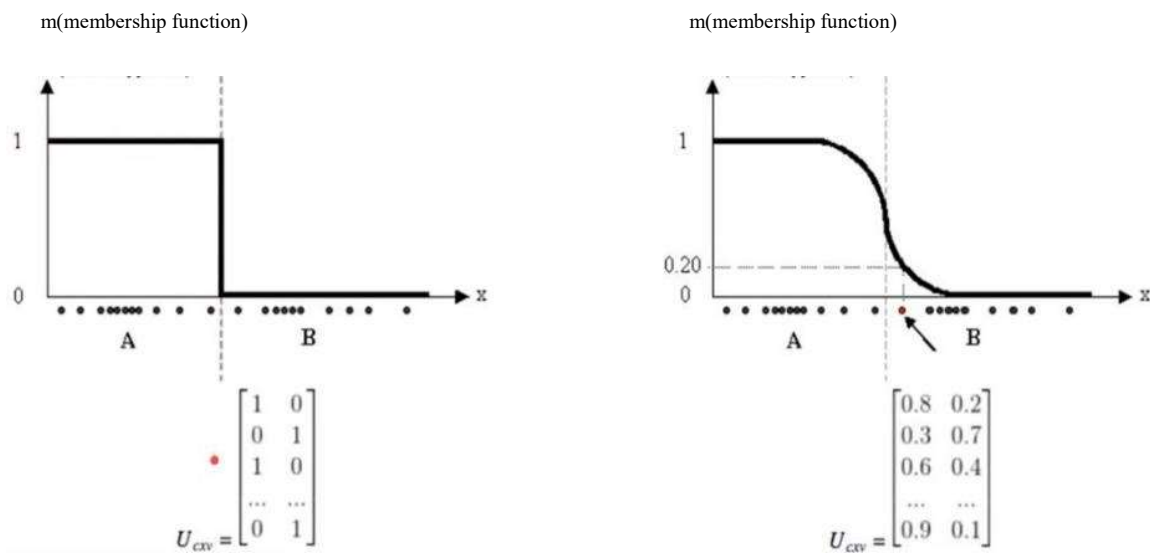 m(membership function)
m(membership function)
1
0
x
A
B
1
0.20
0
x
A
B
U_cxv =
1 0
0 1
1 0
... ...
0 1
U_cxv =
0.8 0.2
0.3 0.7
0.6 0.4
... ...
0.9 0.1